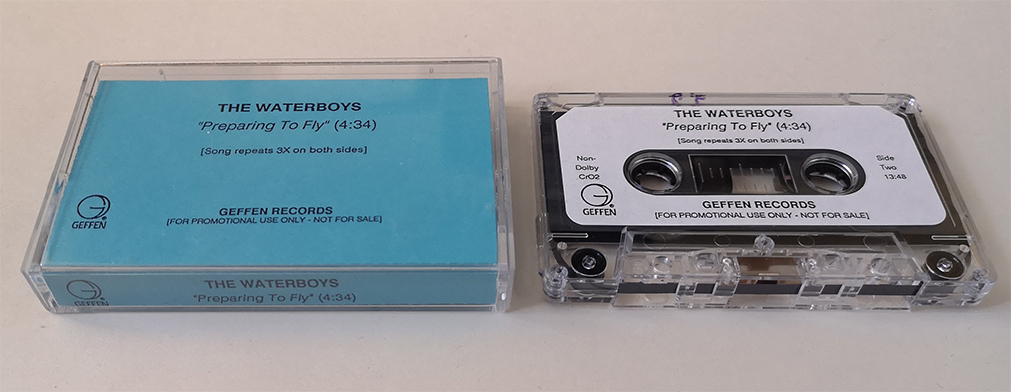 THE WATERBOYS
"Preparing To Fly" (4:34)
[Song repeats 3X on both sides]
G
GEFFEN
GEFFEN RECORDS
[FOR PROMOTIONAL USE ONLY - NOT FOR SALE]
G
GEFFEN
THE WATERBOYS
"Preparing To Fly" (4:34)
THE WATERBOYS
"Preparing To Fly" (4:34)
[Song repeats 3X on both sides]
Non-
Dolby
CrO2
Side
Two
13:48
G
GEFFEN
GEFFEN RECORDS
[FOR PROMOTIONAL USE ONLY - NOT FOR SALE]